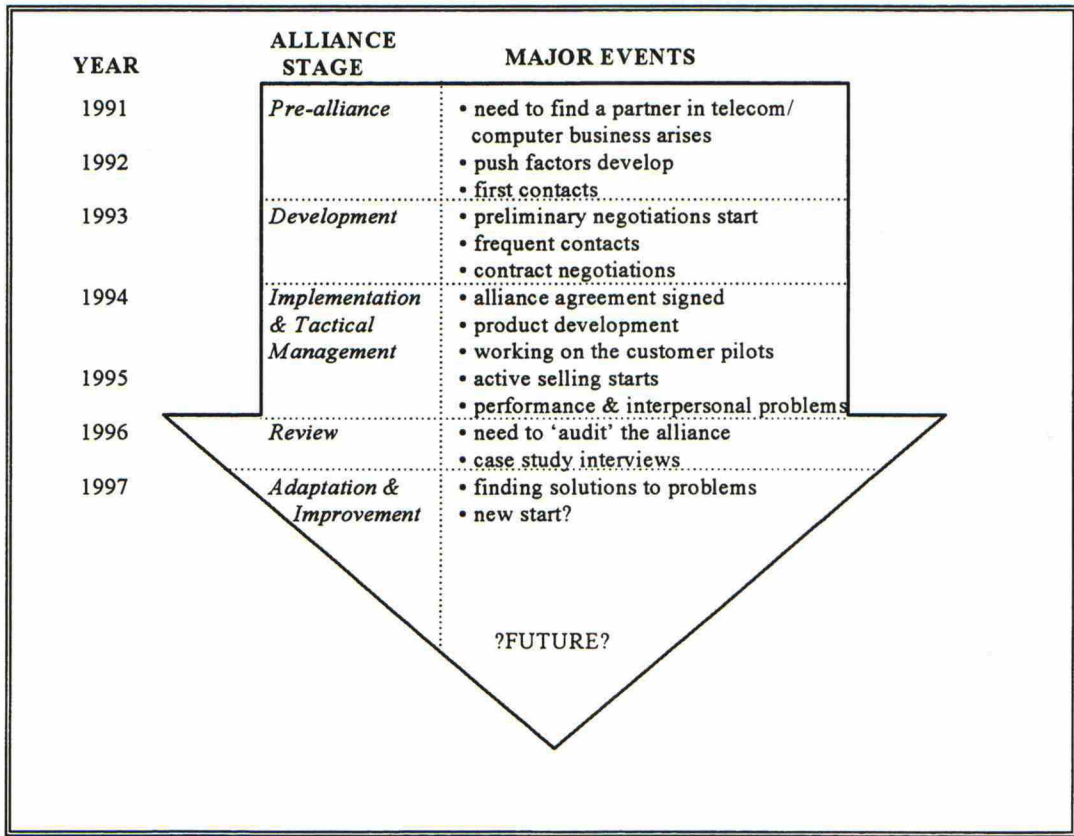 YEAR ALLIANCE STAGE MAJOR EVENTS
1991 Pre-alliance • need to find a partner in telecom/
computer business arises
1992 • push factors develop
• first contacts
1993 Development • preliminary negotiations start
• frequent contacts
• contract negotiations
1994 Implementation • alliance agreement signed
& Tactical • product development
Management • working on the customer pilots
1995 • active selling starts
• performance & interpersonal problems
1996 Review • need to ‘audit’ the alliance
• case study interviews
1997 Adaptation & • finding solutions to problems
Improvement • new start?
?FUTURE?